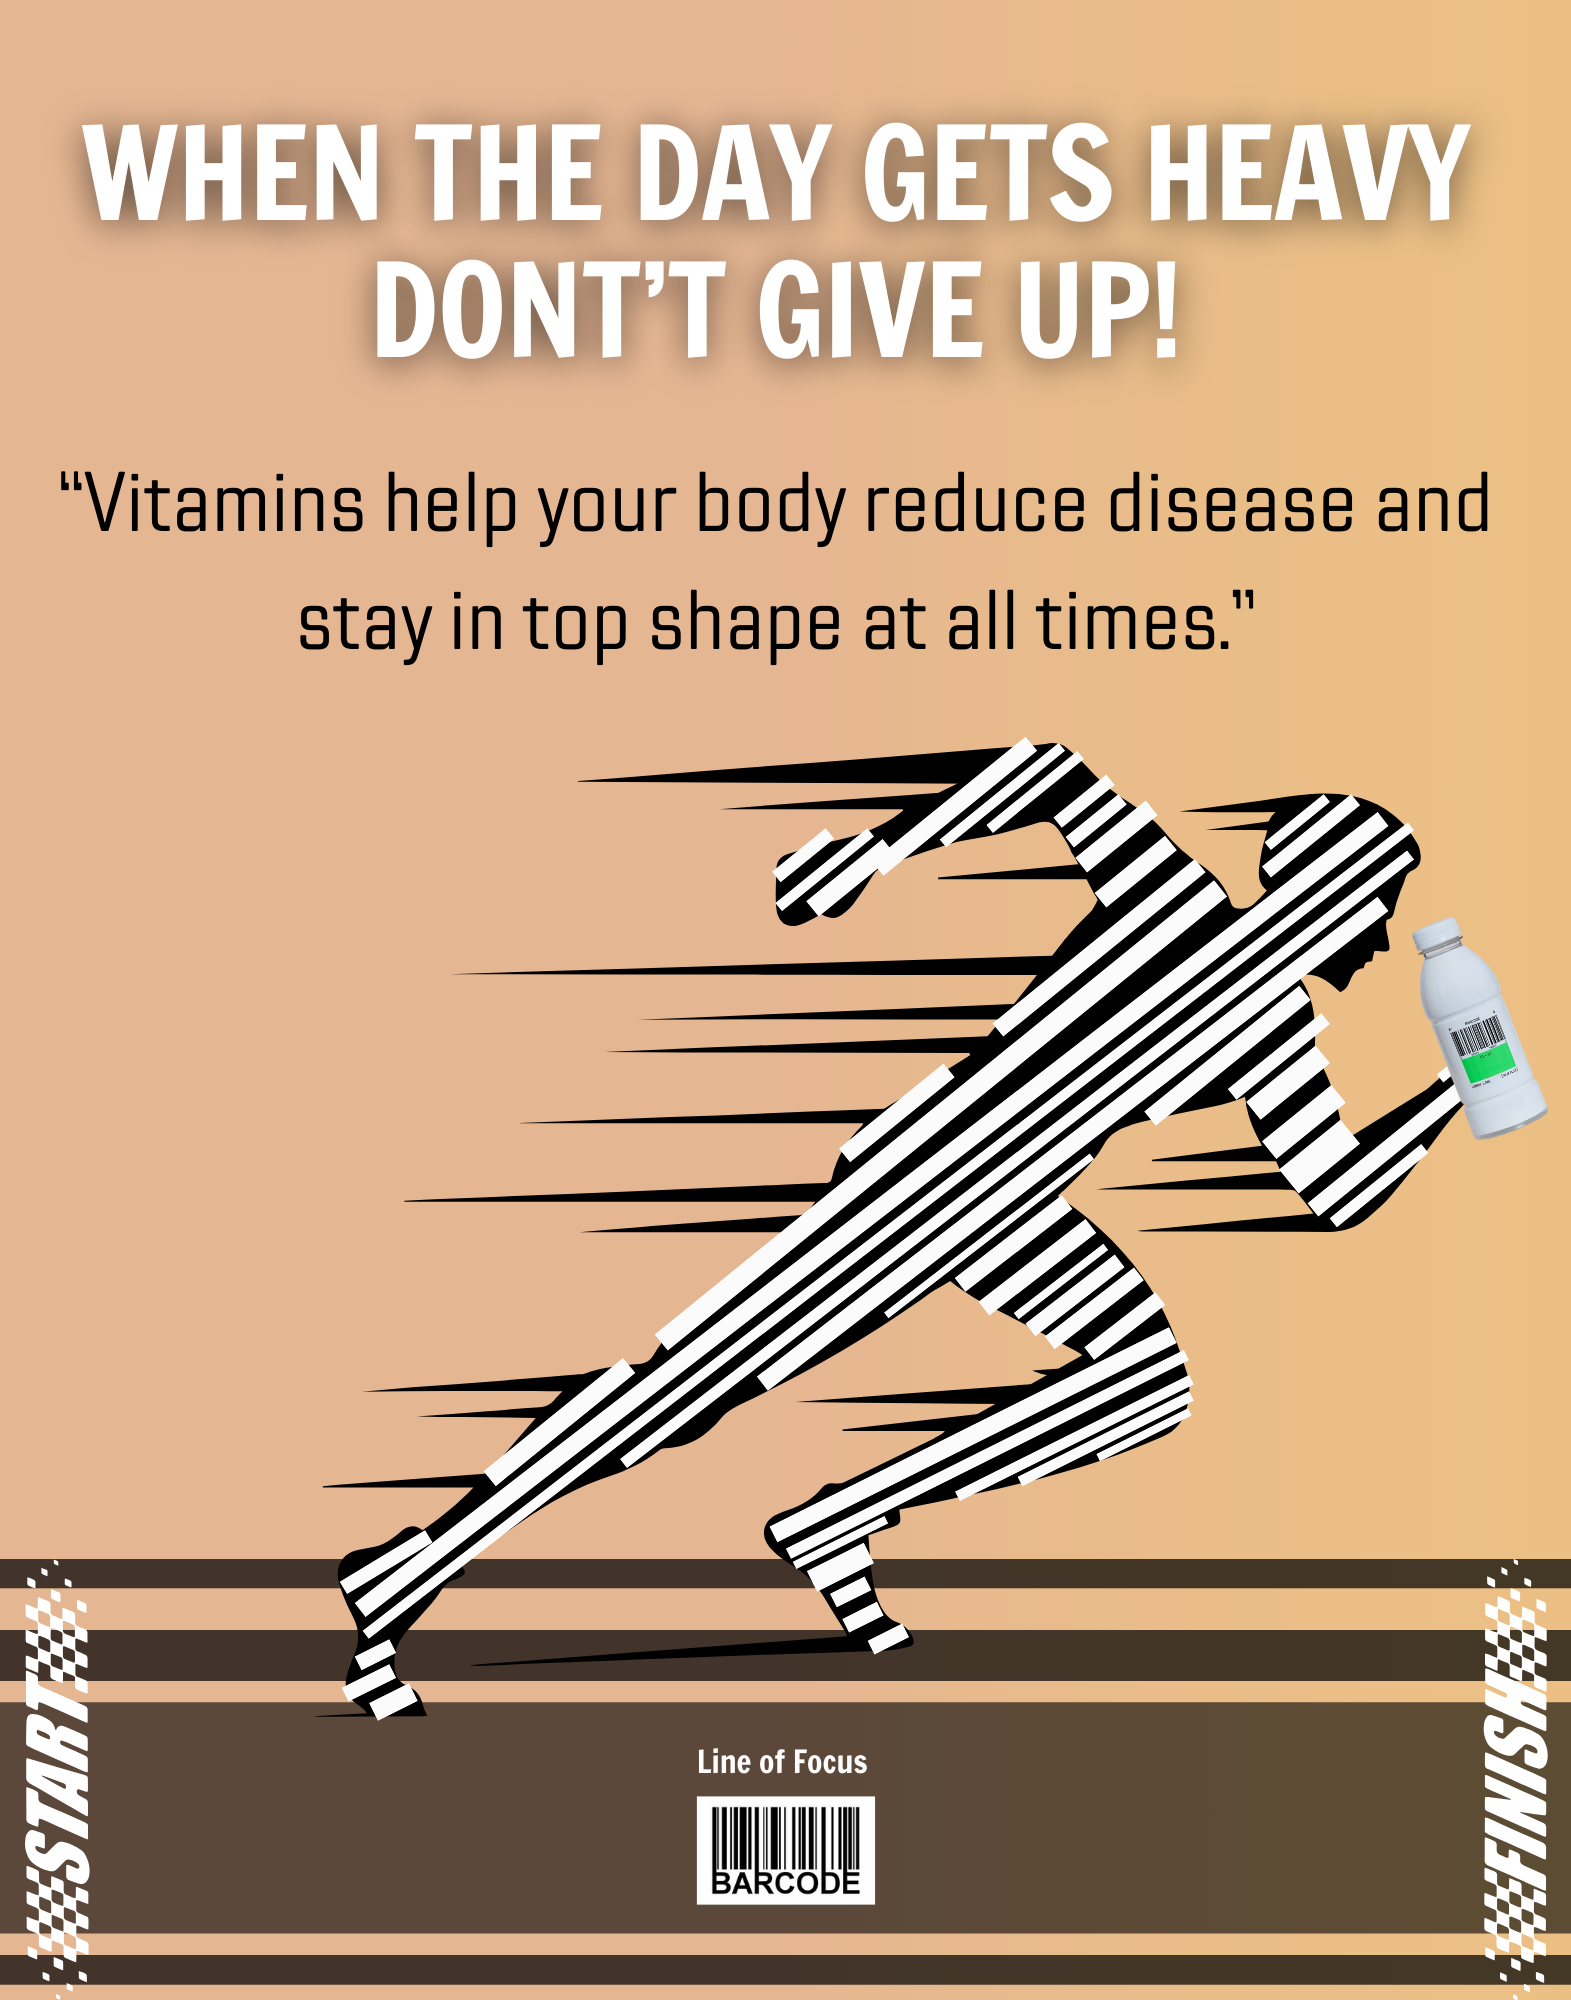 WHEN THE DAY GETS HEAVY
DONT’T GIVE UP!
“Vitamins help your body reduce disease and
stay in top shape at all times.”
START
FINISH
Line of Focus
BARCODE